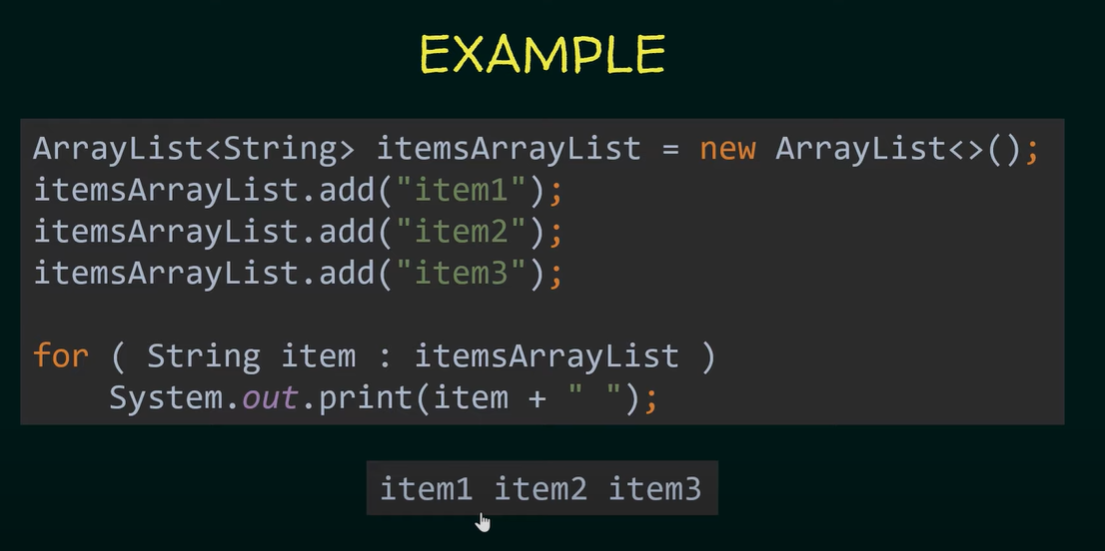 EXAMPLE
ArrayList<String> itemsArrayList = new ArrayList<>();
itemsArrayList.add("item1");
itemsArrayList.add("item2");
itemsArrayList.add("item3");
for ( String item : itemsArrayList )
    System.out.print(item + " ");
item1 item2 item3